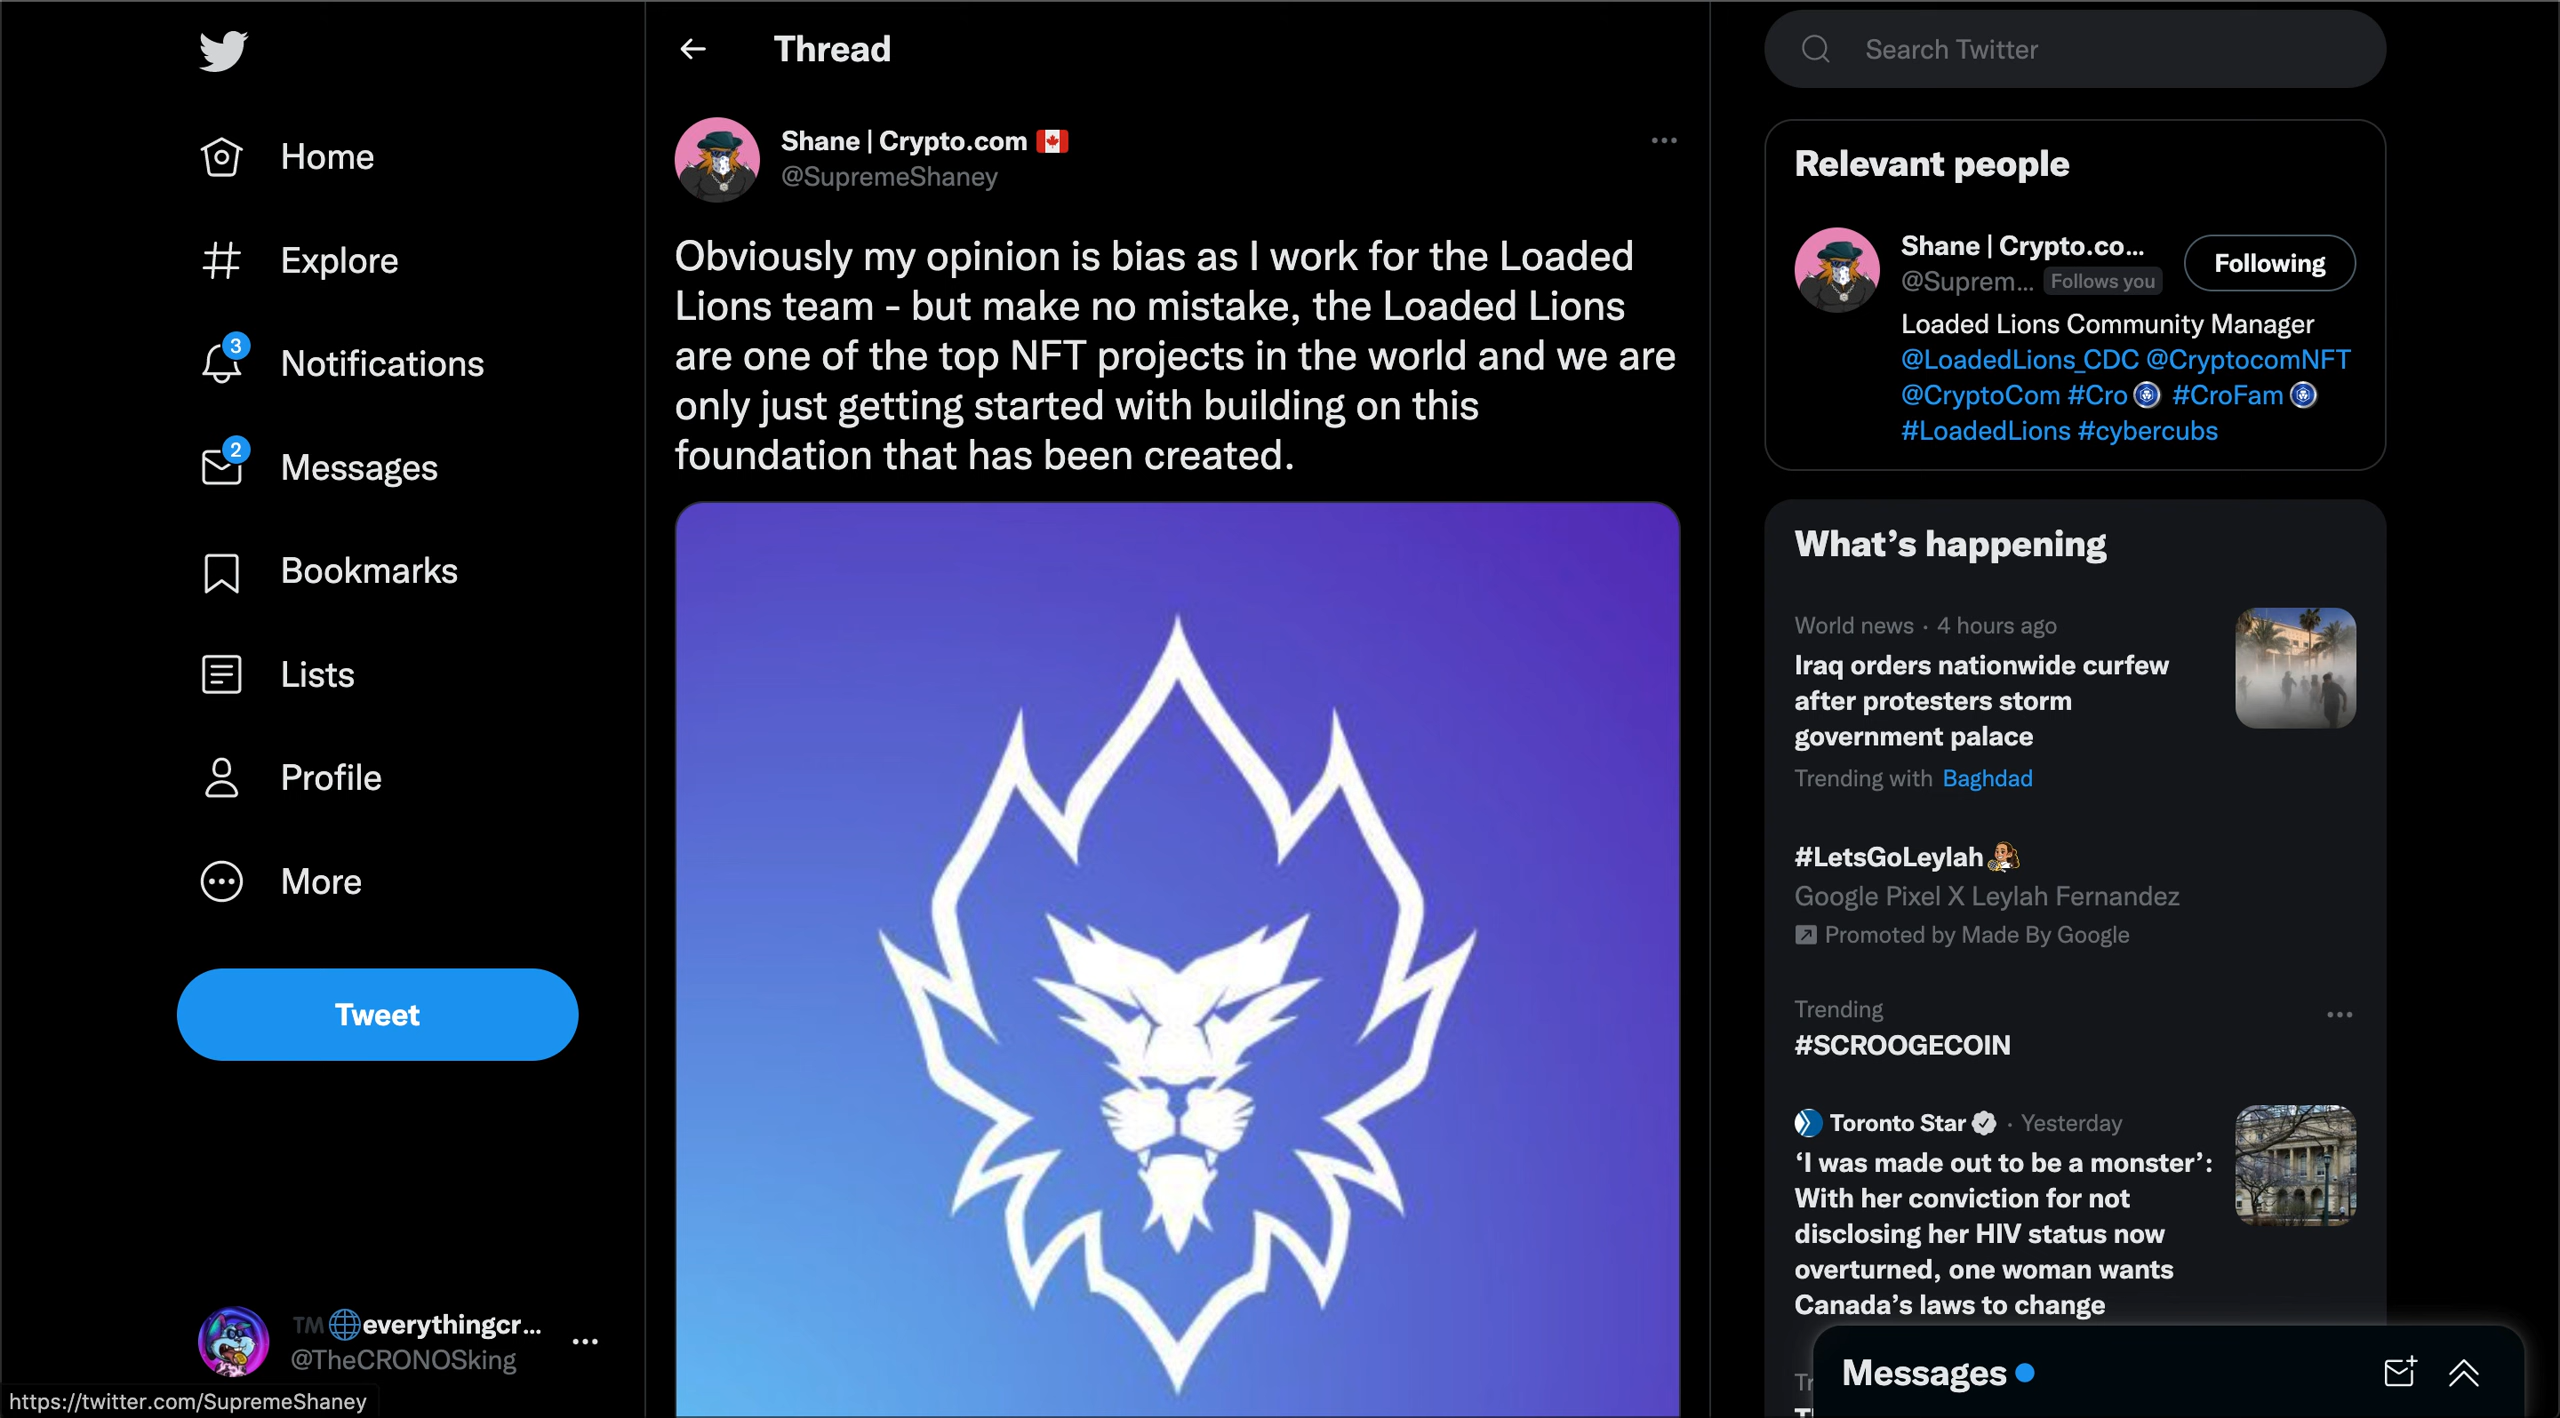 Home
Explore
3
Notifications
2
Messages
Bookmarks
Lists
Profile
More
Tweet
TM everythingcr...
@TheCRONOSking
https://twitter.com/SupremeShaney
Thread
Shane | Crypto.com
@SupremeShaney
Obviously my opinion is bias as I work for the Loaded
Lions team - but make no mistake, the Loaded Lions
are one of the top NFT projects in the world and we are
only just getting started with building on this
foundation that has been created.
Search Twitter
Relevant people
Shane | Crypto.co...
@Suprem... Follows you
Following
Loaded Lions Community Manager
@LoadedLions_CDC @CryptocomNFT
@CryptoCom #Cro #CroFam
#LoadedLions #cybercubs
What's happening
World news · 4 hours ago
Iraq orders nationwide curfew
after protesters storm
government palace
Trending with Baghdad
#LetsGoLeylah
Google Pixel X Leylah Fernandez
Promoted by Made By Google
Trending
#SCROOGECOIN
Toronto Star · Yesterday
‘I was made out to be a monster’:
With her conviction for not
disclosing her HIV status now
overturned, one woman wants
Canada’s laws to change
Messages